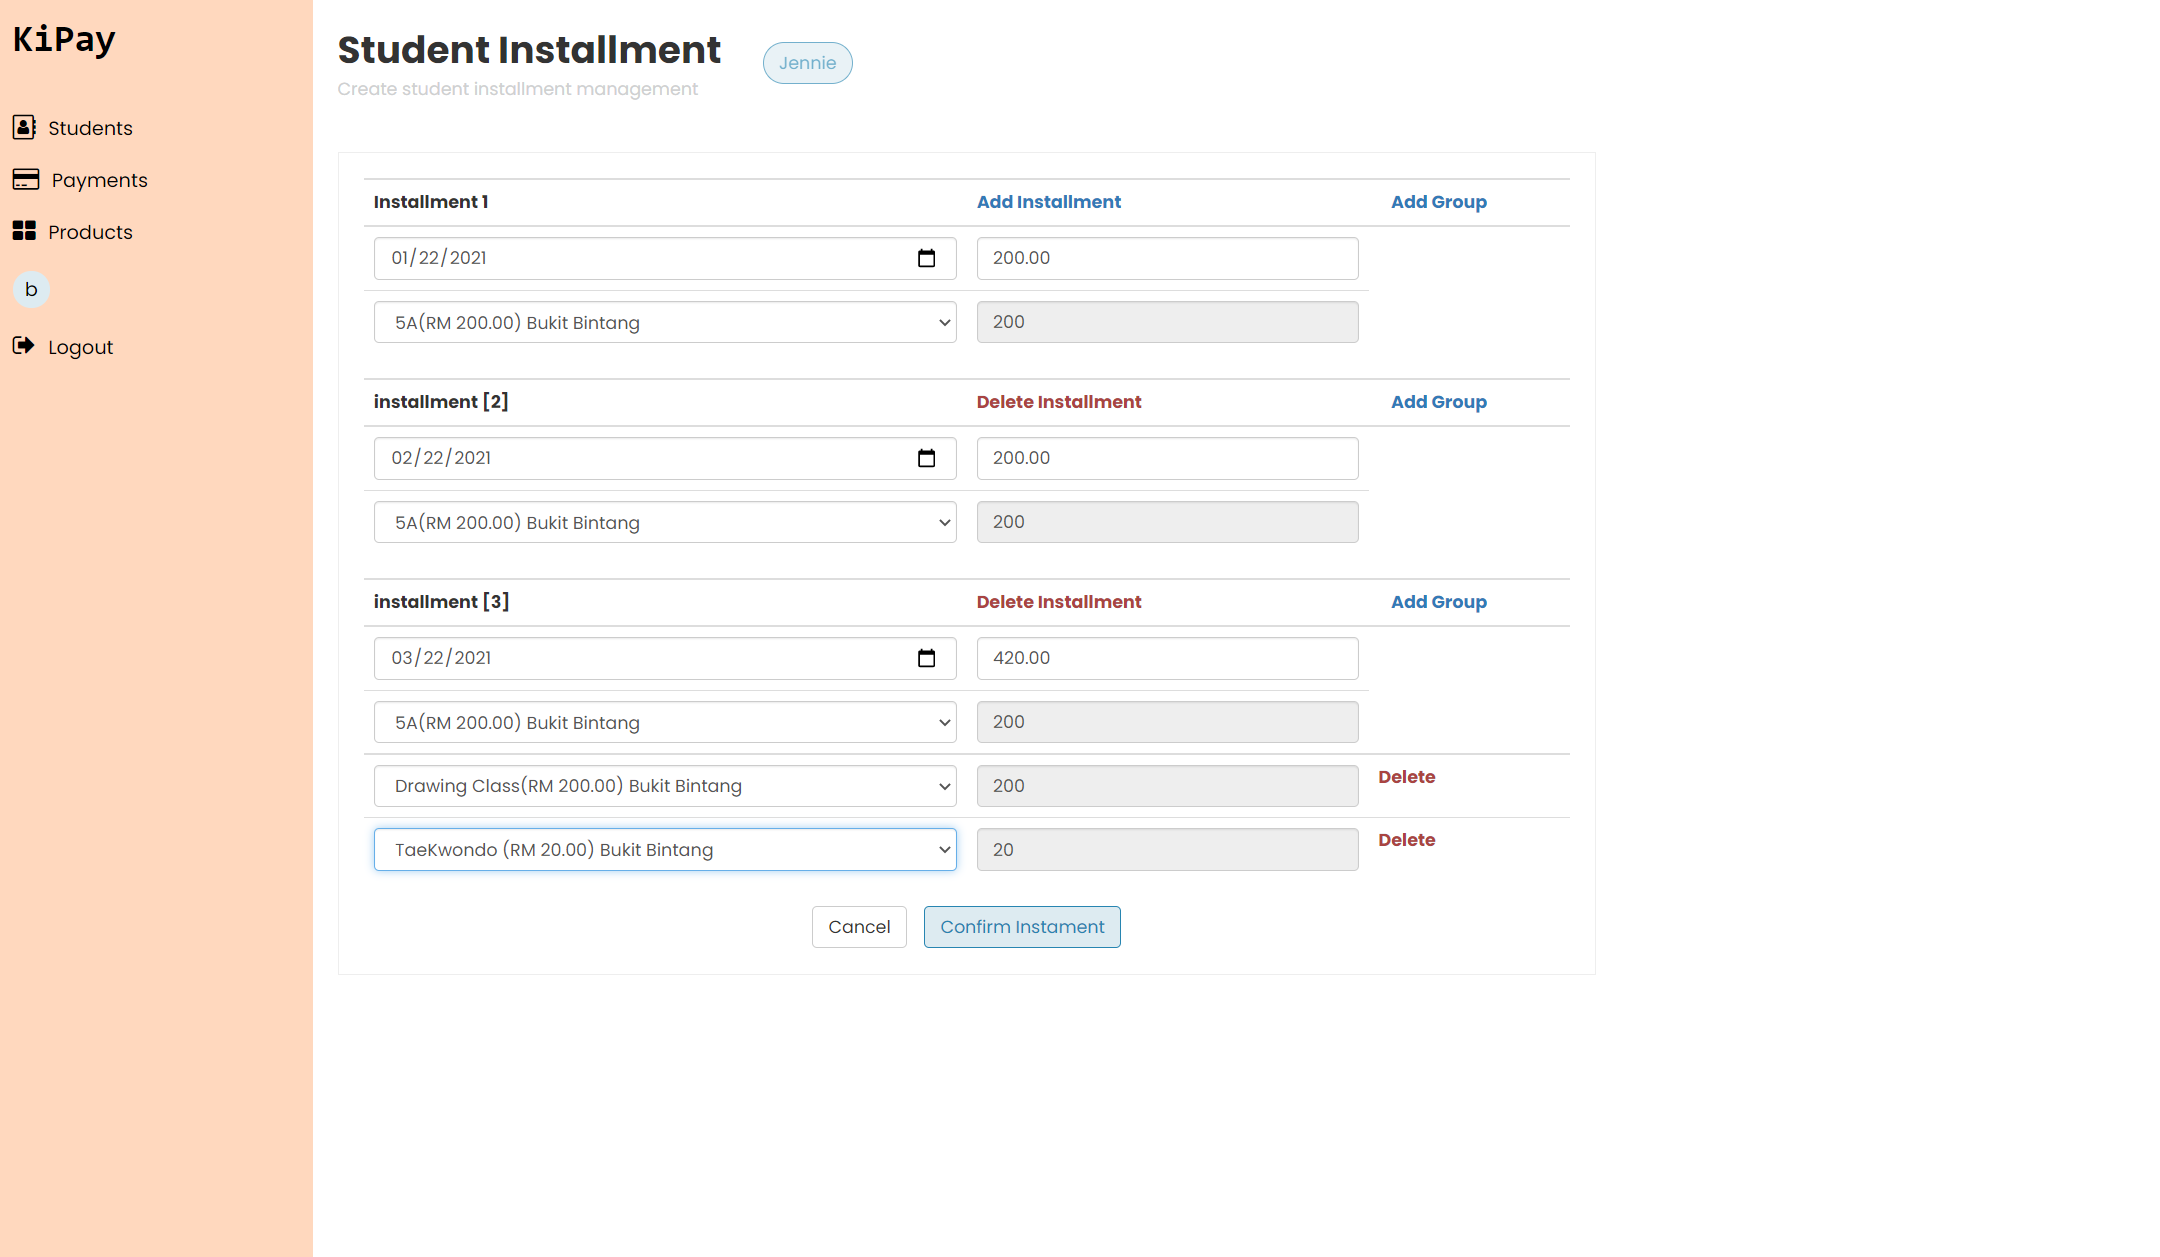 KiPay
Students
Payments
Products
b
Logout
Student Installment
Jennie
Create student installment management
Installment 1 Add Installment Add Group
01/22/2021 200.00
5A(RM 200.00) Bukit Bintang 200
installment [2] Delete Installment Add Group
02/22/2021 200.00
5A(RM 200.00) Bukit Bintang 200
installment [3] Delete Installment Add Group
03/22/2021 420.00
5A(RM 200.00) Bukit Bintang 200
Drawing Class(RM 200.00) Bukit Bintang 200 Delete
TaeKwondo (RM 20.00) Bukit Bintang 20 Delete
Cancel Confirm Instament